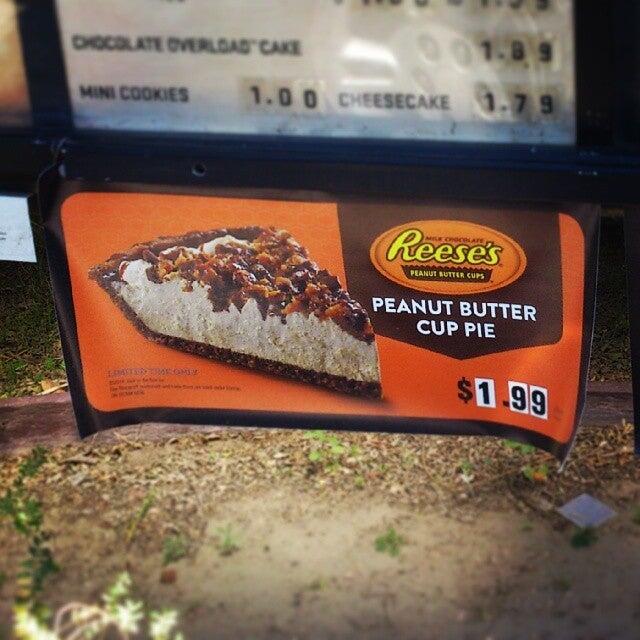 CHOCOLATE OVERLOAD™ CAKE 1.89
MINI COOKIES 1.00 CHEESECAKE 1.79
MILK CHOCOLATE
Reese's
PEANUT BUTTER CUPS
PEANUT BUTTER
CUP PIE
LIMITED TIME ONLY
$1.99